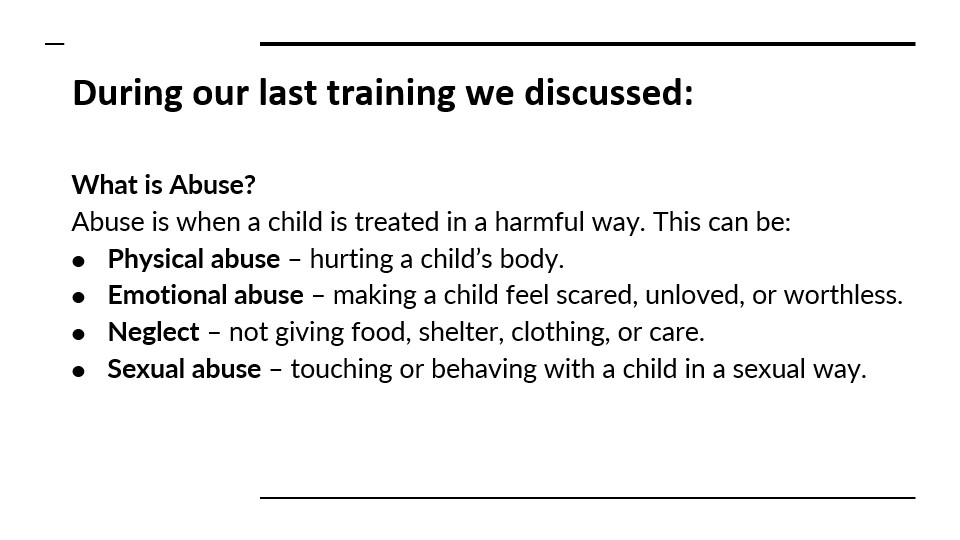 During our last training we discussed:
What is Abuse?
Abuse is when a child is treated in a harmful way. This can be:
● Physical abuse – hurting a child’s body.
● Emotional abuse – making a child feel scared, unloved, or worthless.
● Neglect – not giving food, shelter, clothing, or care.
● Sexual abuse – touching or behaving with a child in a sexual way.